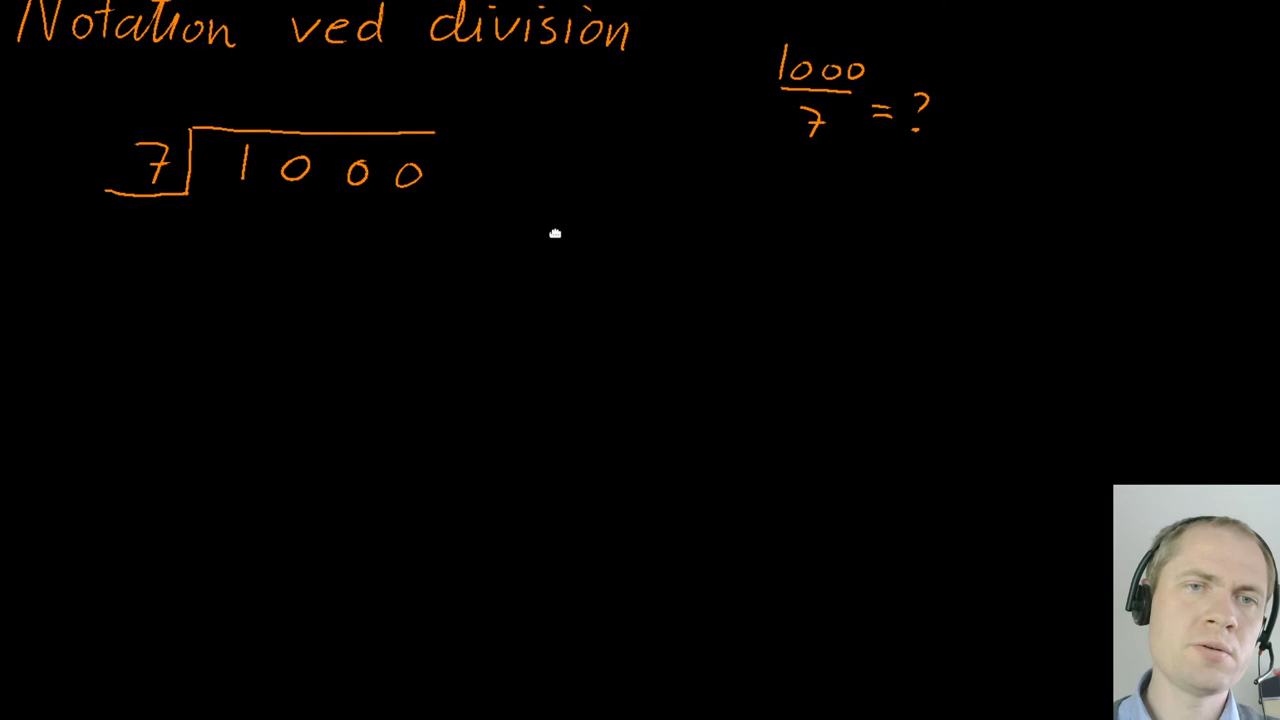 Notation ved division
1000
7 = ?
7 1000